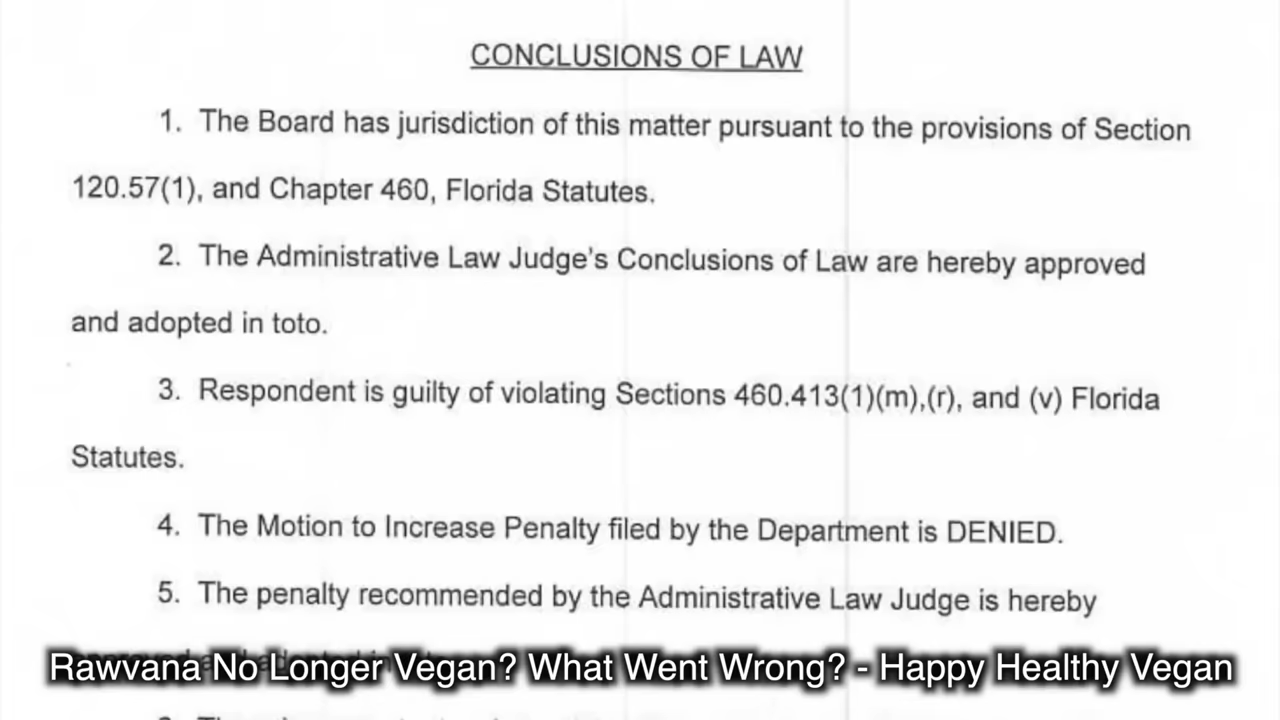 CONCLUSIONS OF LAW
1. The Board has jurisdiction of this matter pursuant to the provisions of Section
120.57(1), and Chapter 460, Florida Statutes.
2. The Administrative Law Judge's Conclusions of Law are hereby approved
and adopted in toto.
3. Respondent is guilty of violating Sections 460.413(1)(m),(r), and (v) Florida
Statutes.
4. The Motion to Increase Penalty filed by the Department is DENIED.
5. The penalty recommended by the Administrative Law Judge is hereby
Rawvana No Longer Vegan? What Went Wrong? - Happy Healthy Vegan